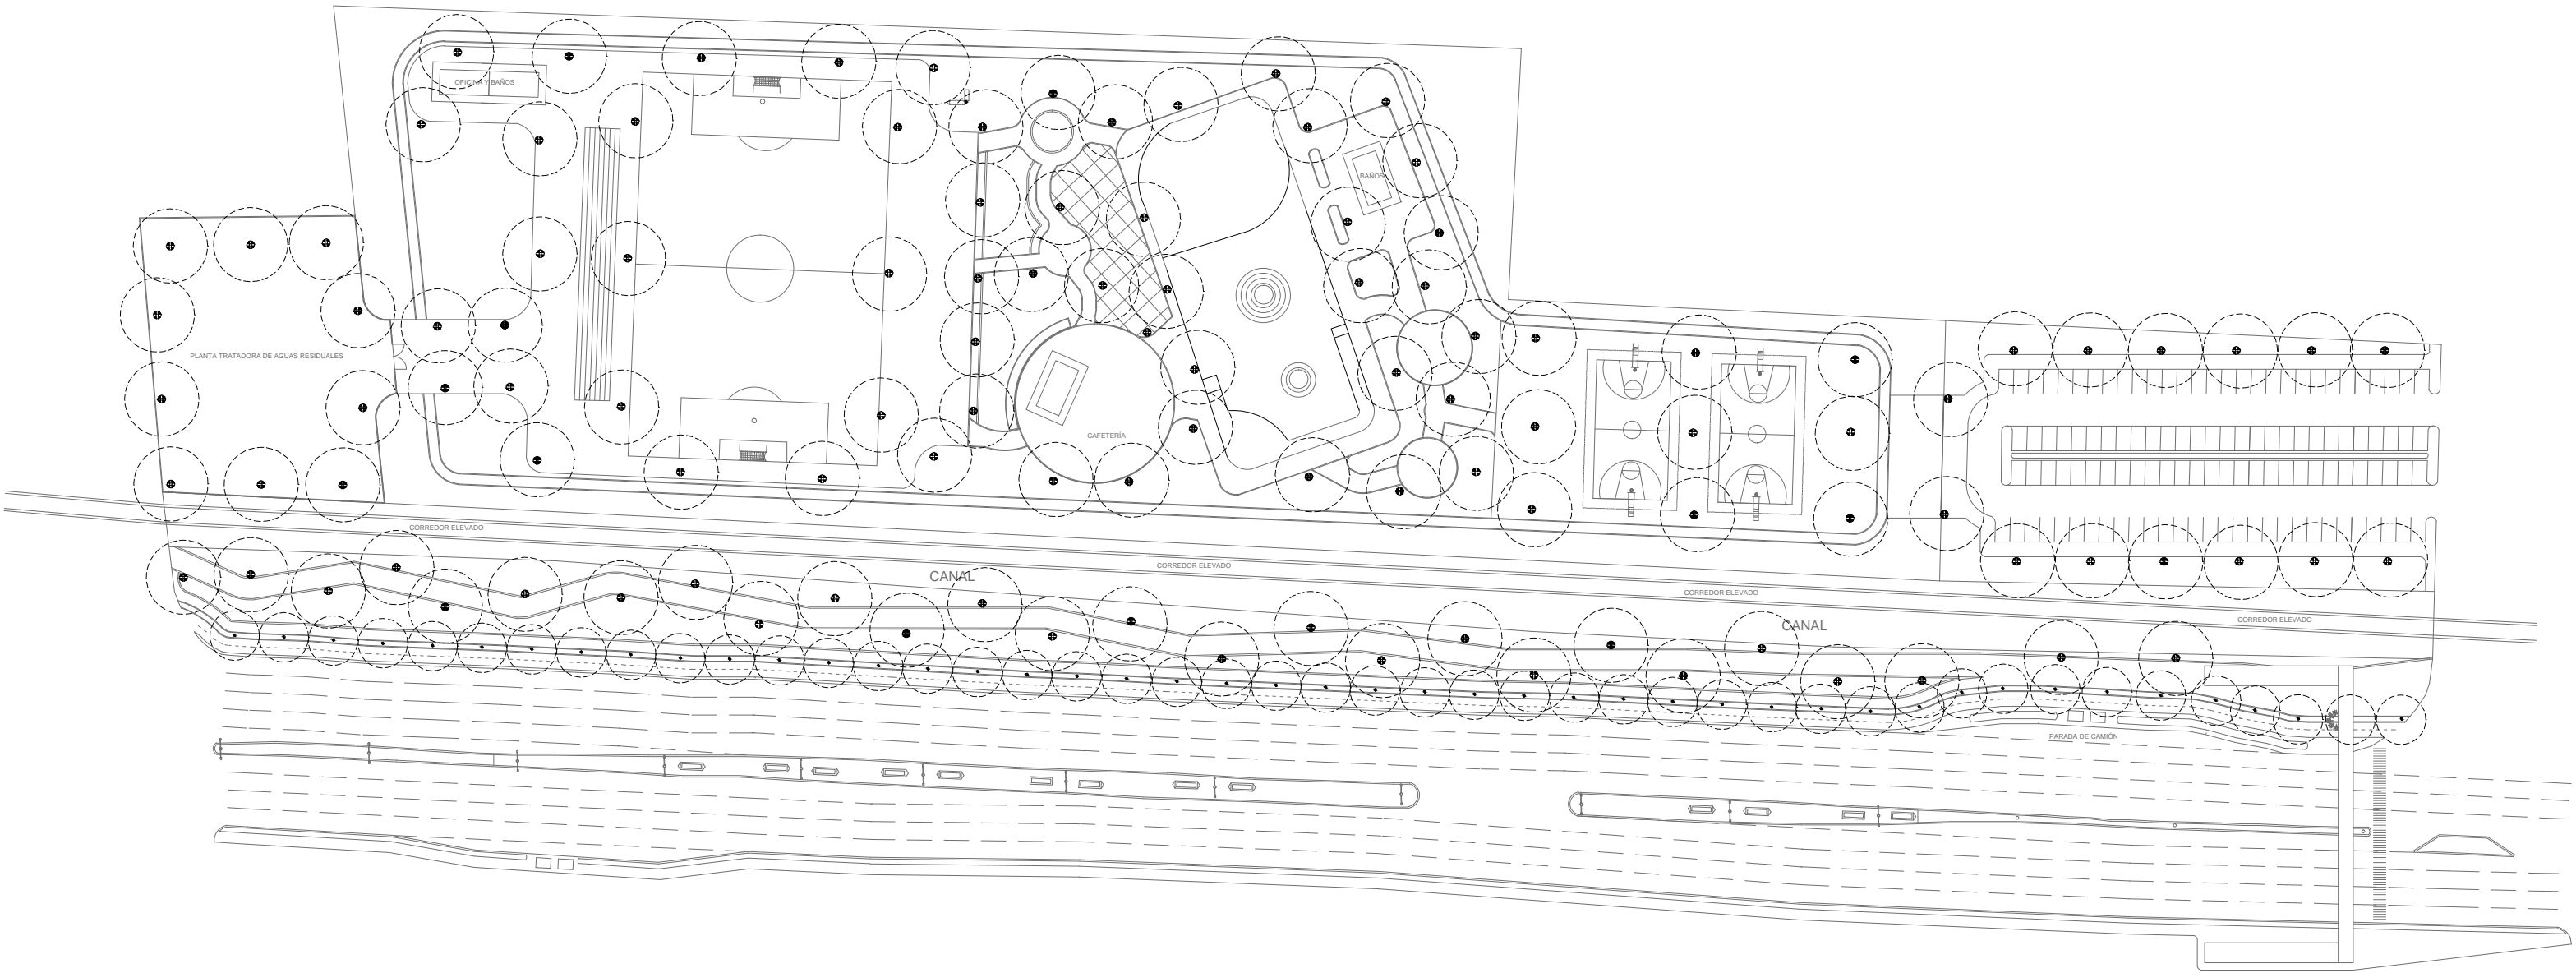 OFICINA Y BAÑOS
BAÑOS
PLANTA TRATADORA DE AGUAS RESIDUALES
CAFETERÍA
CORREDOR ELEVADO
CORREDOR ELEVADO
CANAL
CORREDOR ELEVADO
CORREDOR ELEVADO
CANAL
PARADA DE CAMIÓN